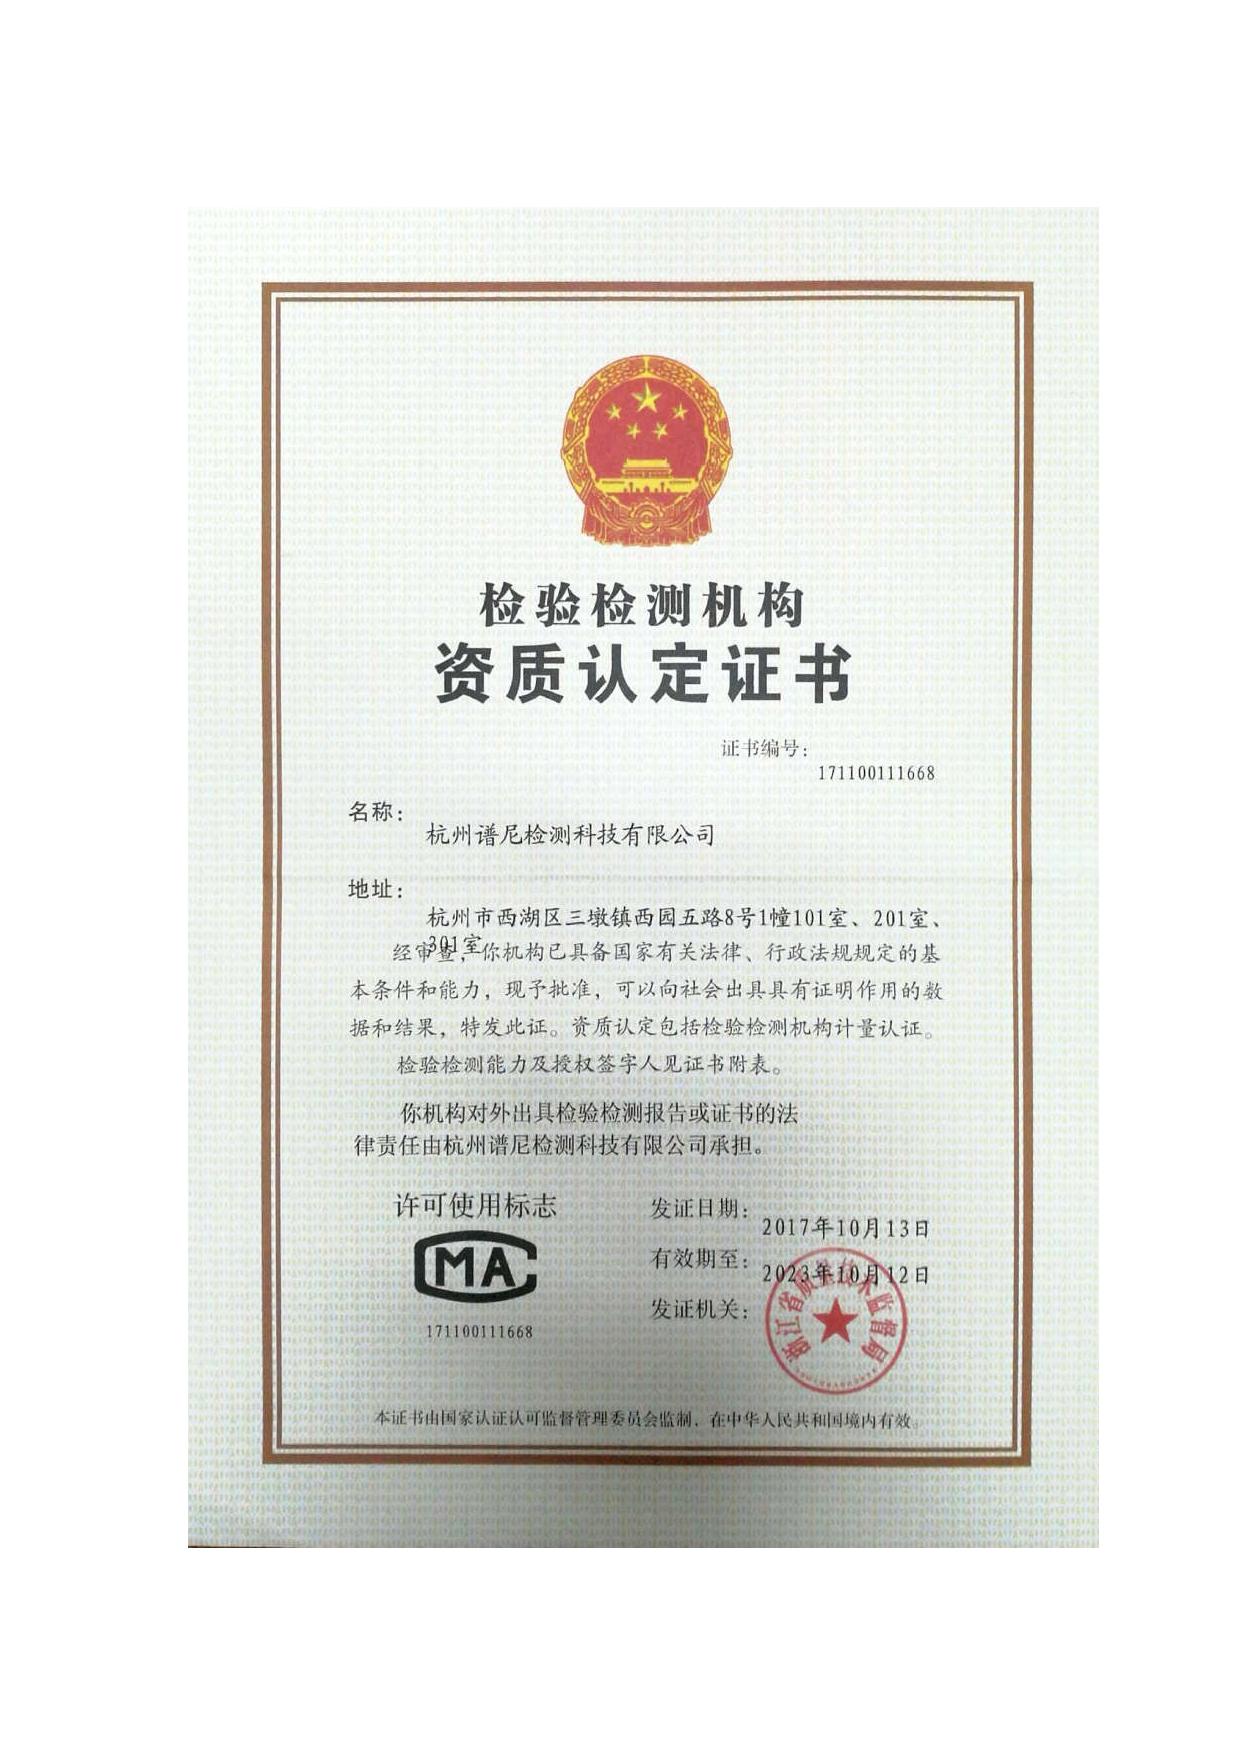 检验检测机构
资质认定证书
证书编号：
171100111668
名称：
杭州谱尼检测科技有限公司
地址：
杭州市西湖区三墩镇西园五路8号1幢101室、201室、
301室
经审查，你机构已具备国家有关法律、行政法规规定的基
本条件和能力，现予批准，可以向社会出具具有证明作用的数
据和结果，特发此证。资质认定包括检验检测机构计量认证。
检验检测能力及授权签字人见证书附表。
你机构对外出具检验检测报告或证书的法
律责任由杭州谱尼检测科技有限公司承担。
许可使用标志
MA
171100111668
发证日期：
2017年10月13日
有效期至：
2023年10月12日
发证机关：
浙江省质量技术监督局
本证书由国家认证认可监督管理委员会监制，在中华人民共和国境内有效。